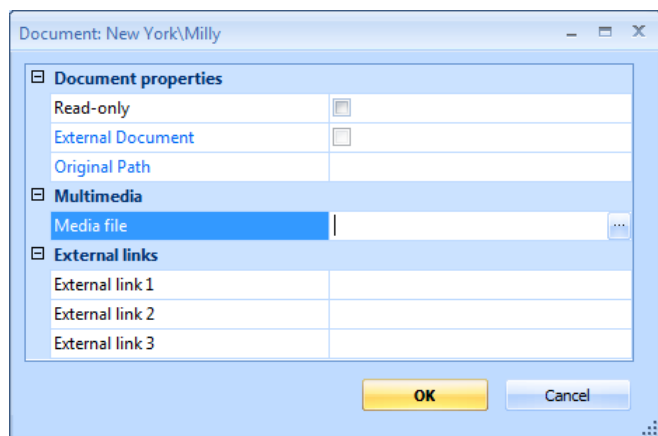 Document: New York\Milly
Document properties
Read-only
External Document
Original Path
Multimedia
Media file
...
External links
External link 1
External link 2
External link 3
OK Cancel